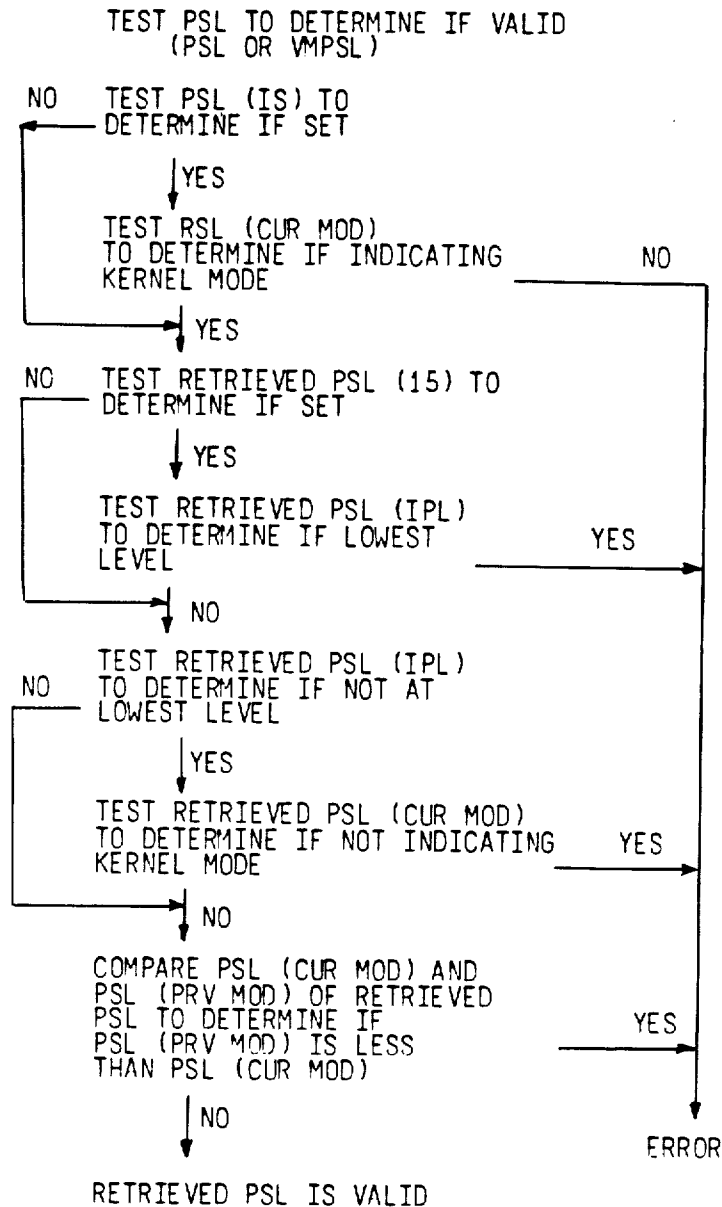 TEST PSL TO DETERMINE IF VALID
(PSL OR VMPSL)
NO
TEST PSL (IS) TO
DETERMINE IF SET
YES
TEST RSL (CUR MOD)
TO DETERMINE IF INDICATING
KERNEL MODE
NO
YES
NO
TEST RETRIEVED PSL (15) TO
DETERMINE IF SET
YES
TEST RETRIEVED PSL (IPL)
TO DETERMINE IF LOWEST
LEVEL
YES
NO
TEST RETRIEVED PSL (IPL)
NO
TO DETERMINE IF NOT AT
LOWEST LEVEL
YES
TEST RETRIEVED PSL (CUR MOD)
TO DETERMINE IF NOT INDICATING
KERNEL MODE
YES
NO
COMPARE PSL (CUR MOD) AND
PSL (PRV MOD) OF RETRIEVED
PSL TO DETERMINE IF
PSL (PRV MOD) IS LESS
THAN PSL (CUR MOD)
YES
NO
ERROR
RETRIEVED PSL IS VALID